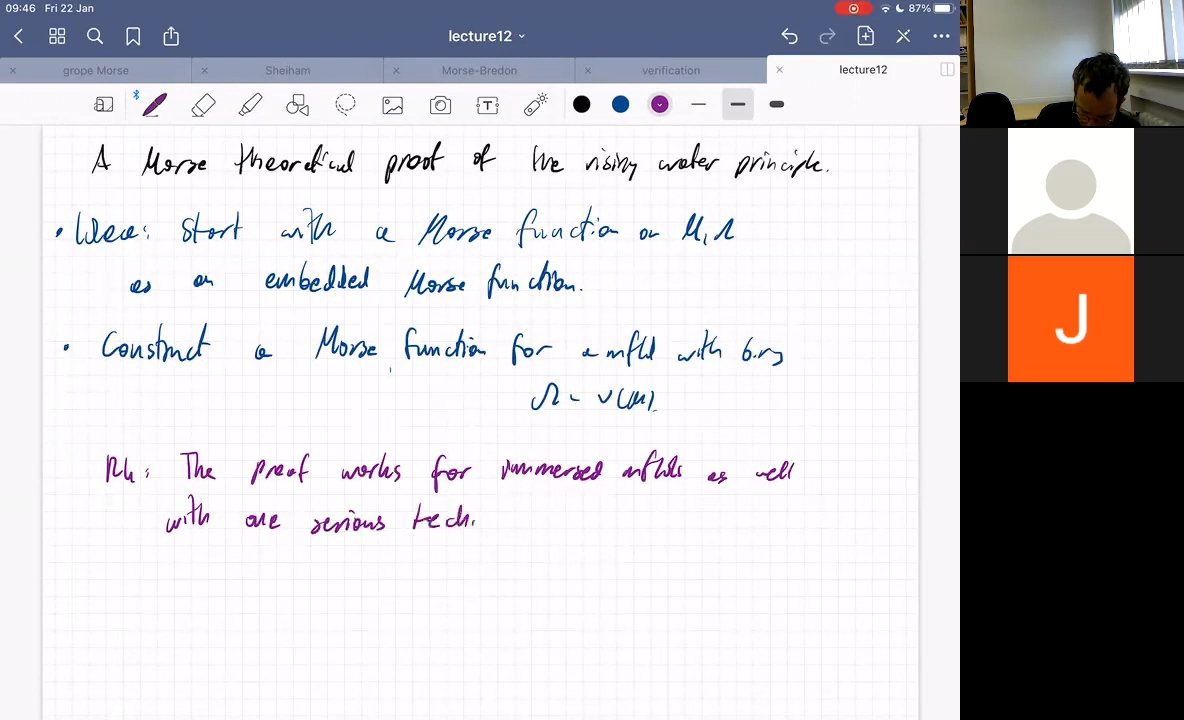 09:46 Fri 22 Jan
87%
lecture12
grope Morse
Sheiham
Morse-Bredon
verification
lecture12
A Morse theoretical proof of the rising water principle.
• Idea: Start with a Morse function on M, Ω
as an embedded Morse function.
• Construct a Morse function for a mfld with bdry
Ω - ν(M).
Rk: The proof works for immersed mflds as well
with one serious tech.
J